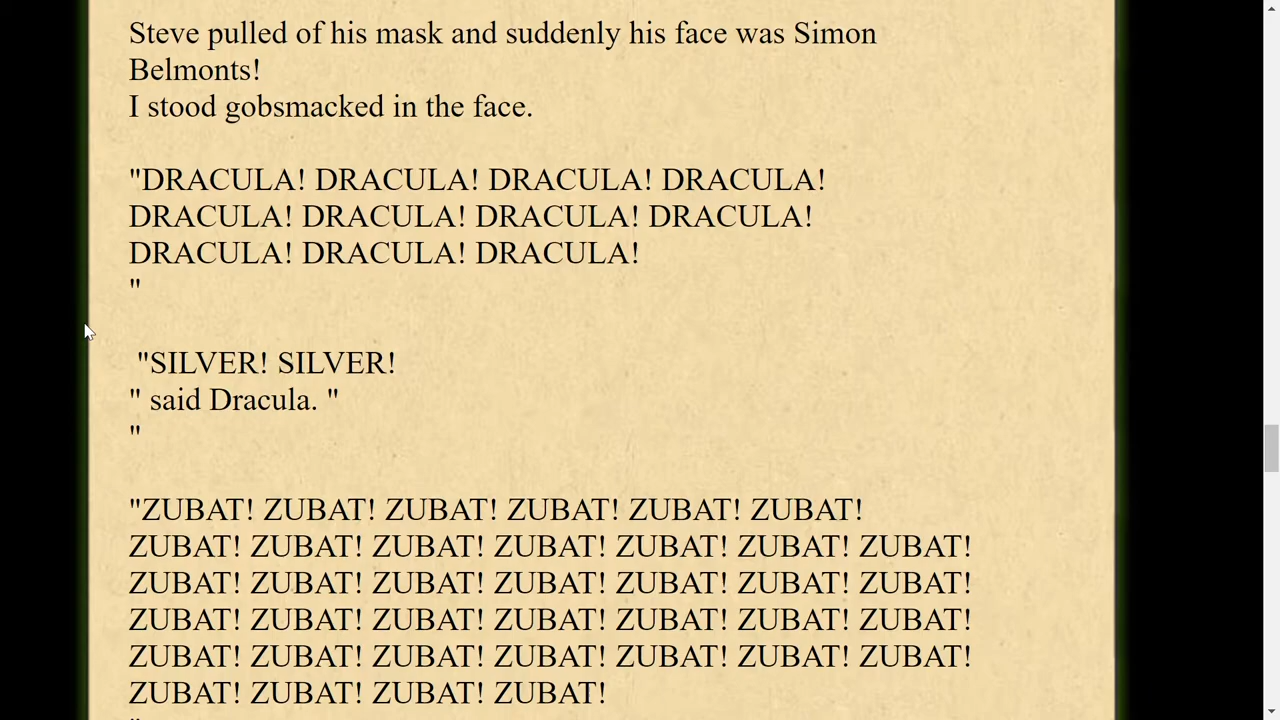 Steve pulled of his mask and suddenly his face was Simon
Belmonts!
I stood gobsmacked in the face.
"DRACULA! DRACULA! DRACULA! DRACULA!
DRACULA! DRACULA! DRACULA! DRACULA!
DRACULA! DRACULA! DRACULA!
"
"SILVER! SILVER!
" said Dracula. "
"
"ZUBAT! ZUBAT! ZUBAT! ZUBAT! ZUBAT! ZUBAT!
ZUBAT! ZUBAT! ZUBAT! ZUBAT! ZUBAT! ZUBAT! ZUBAT!
ZUBAT! ZUBAT! ZUBAT! ZUBAT! ZUBAT! ZUBAT! ZUBAT!
ZUBAT! ZUBAT! ZUBAT! ZUBAT! ZUBAT! ZUBAT! ZUBAT!
ZUBAT! ZUBAT! ZUBAT! ZUBAT! ZUBAT! ZUBAT! ZUBAT!
ZUBAT! ZUBAT! ZUBAT! ZUBAT!
"